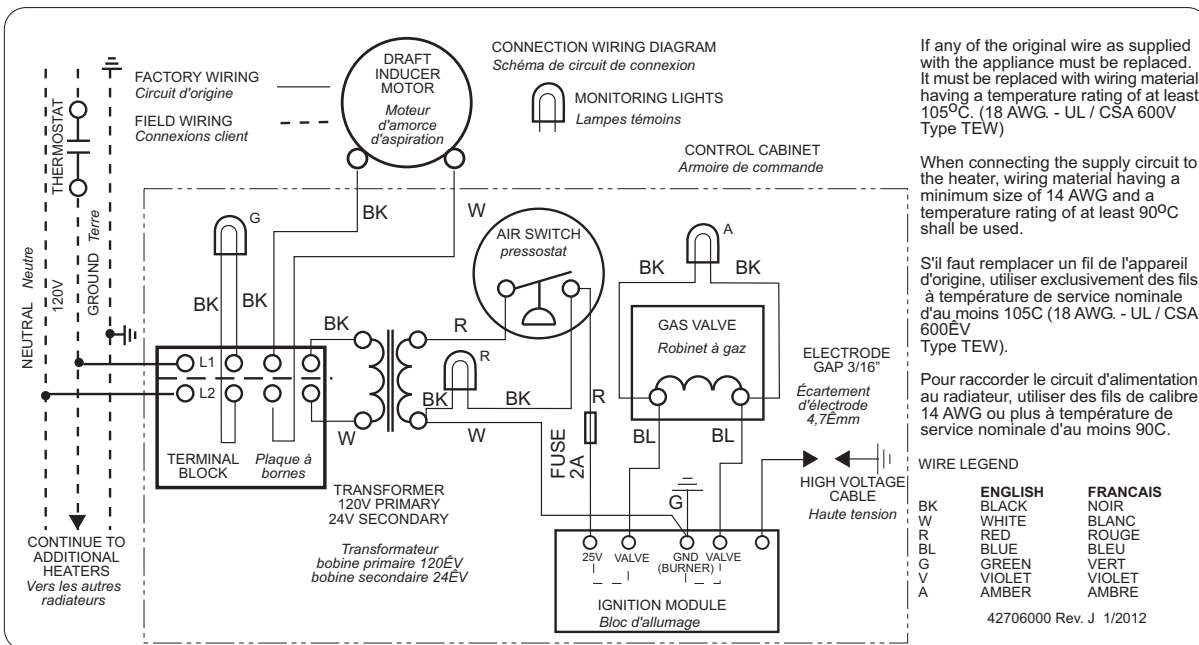 CONNECTION WIRING DIAGRAM
Schéma de circuit de connexion
FACTORY WIRING
Circuit d'origine
FIELD WIRING
Connexions client
DRAFT
INDUCER
MOTOR
Moteur
d'amorce
d'aspiration
MONITORING LIGHTS
Lampes témoins
CONTROL CABINET
Armoire de commande
THERMOSTAT
NEUTRAL Neutre
120V
GROUND Terre
G
BK
W
BK
BK
AIR SWITCH
pressostat
A
BK
BK
GAS VALVE
Robinet à gaz
L1
L2
BK
R
R
BK
BK
W
W
R
FUSE
2A
BL
BL
G
TERMINAL
BLOCK
Plaque à
bornes
TRANSFORMER
120V PRIMARY
24V SECONDARY
Transformateur
bobine primaire 120ÊV
bobine secondaire 24ÊV
ELECTRODE
GAP 3/16”
Écartement
d'électrode
4,7Êmm
HIGH VOLTAGE
CABLE
Haute tension
25V
VALVE
GND
(BURNER)
VALVE
IGNITION MODULE
Bloc d'allumage
CONTINUE TO
ADDITIONAL
HEATERS
Vers les autres
radiateurs
If any of the original wire as supplied
with the appliance must be replaced.
It must be replaced with wiring material
having a temperature rating of at least
105ºC. (18 AWG. - UL / CSA 600V
Type TEW)
When connecting the supply circuit to
the heater, wiring material having a
minimum size of 14 AWG and a
temperature rating of at least 90ºC
shall be used.
S'il faut remplacer un fil de l'appareil
d'origine, utiliser exclusivement des fils
à température de service nominale
d'au moins 105C (18 AWG. - UL / CSA
600ÊV
Type TEW).
Pour raccorder le circuit d'alimentation
au radiateur, utiliser des fils de calibre
14 AWG ou plus à température de
service nominale d'au moins 90C.
WIRE LEGEND
ENGLISH FRANCAIS
BK BLACK NOIR
W WHITE BLANC
R RED ROUGE
BL BLUE BLEU
G GREEN VERT
V VIOLET VIOLET
A AMBER AMBRE
42706000 Rev. J 1/2012